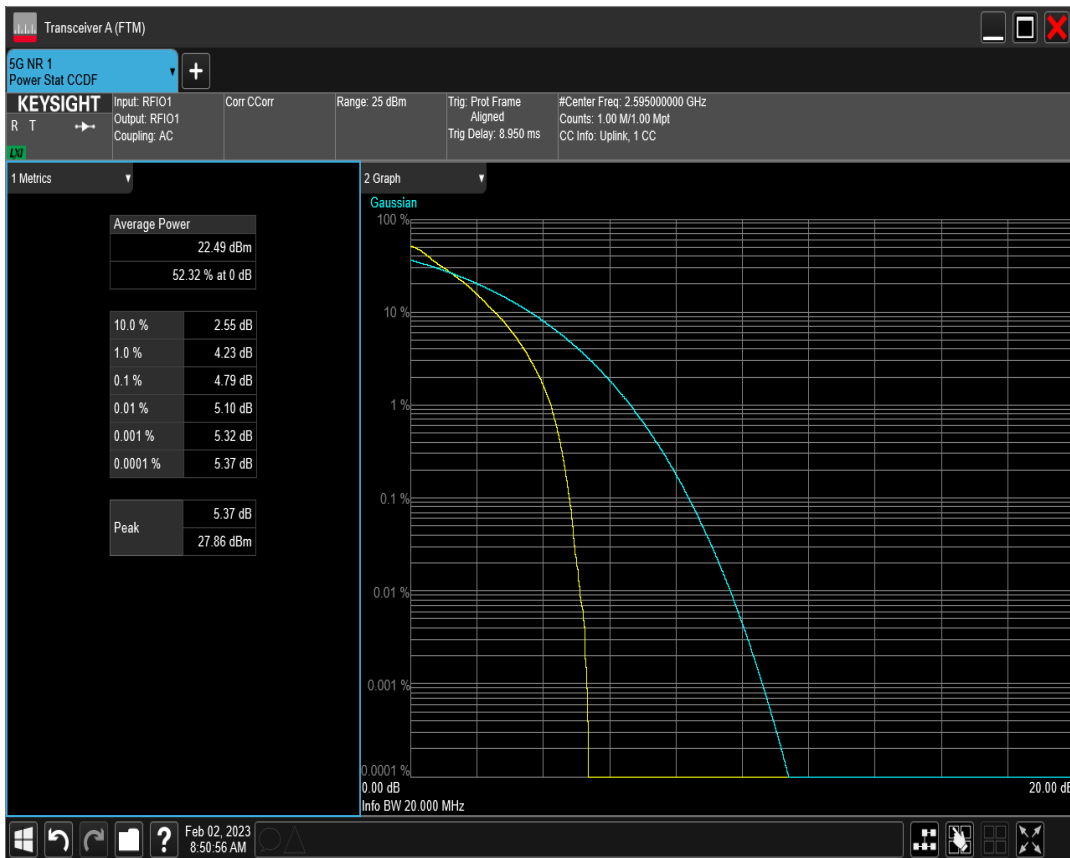 Transceiver A (FTM)
5G NR 1
Power Stat CCDF
+
KEYSIGHT
R T
LXI
Input: RFIO1
Output: RFIO1
Coupling: AC
Corr CCorr
Range: 25 dBm
Trig: Prot Frame
Aligned
Trig Delay: 8.950 ms
#Center Freq: 2.595000000 GHz
Counts: 1.00 M/1.00 Mpt
CC Info: Uplink, 1 CC
1 Metrics
Average Power
22.49 dBm
52.32 % at 0 dB
10.0 % 2.55 dB
1.0 % 4.23 dB
0.1 % 4.79 dB
0.01 % 5.10 dB
0.001 % 5.32 dB
0.0001 % 5.37 dB
Peak
5.37 dB
27.86 dBm
2 Graph
Gaussian
100 %
10 %
1 %
0.1 %
0.01 %
0.001 %
0.0001 %
0.00 dB 20.00 dB
Info BW 20.000 MHz
?
Feb 02, 2023
8:50:56 AM